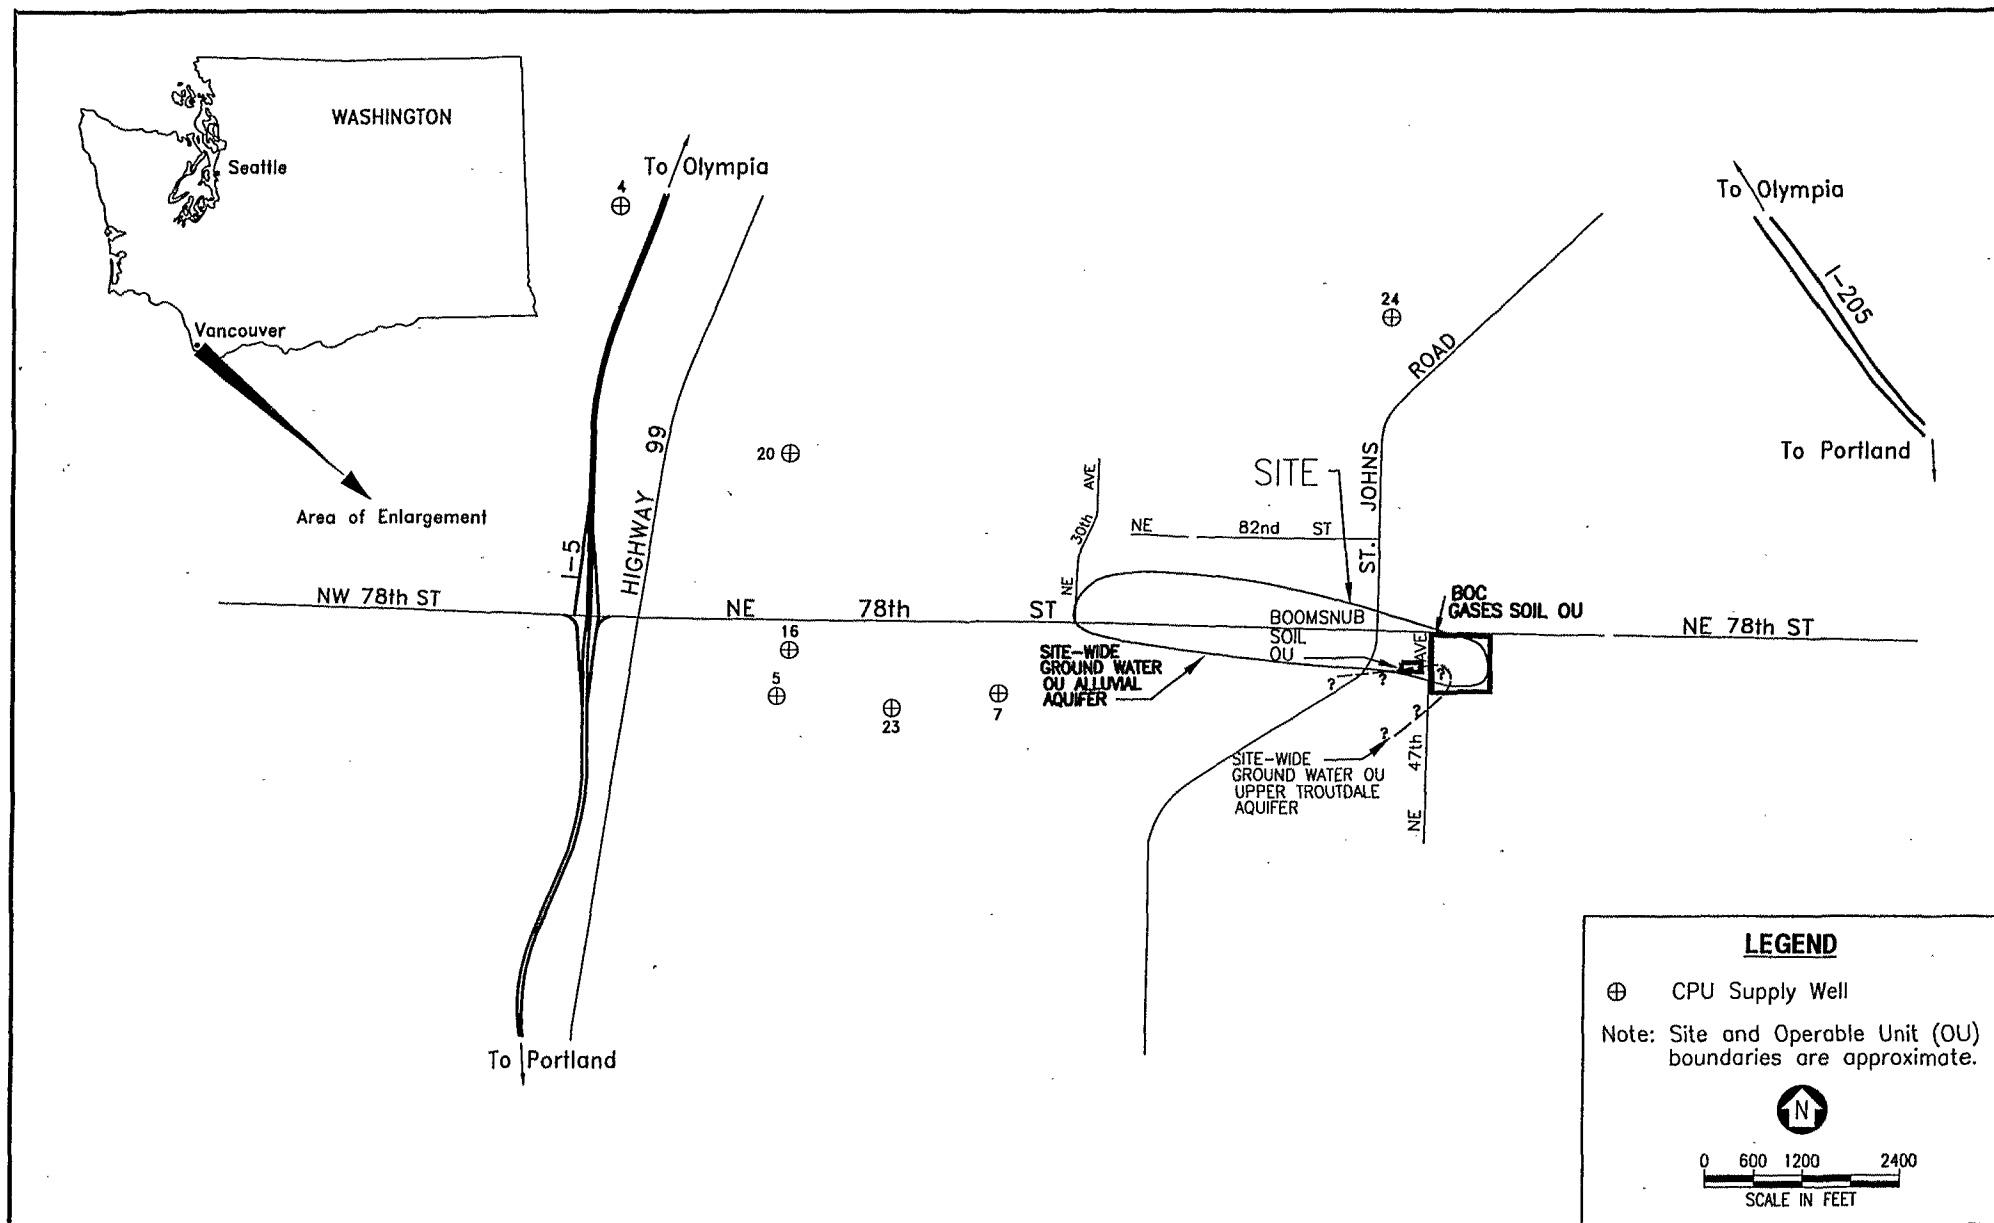 WASHINGTON
Seattle
Vancouver
Area of Enlargement
To Olympia
4
To Olympia
I-205
To Portland
24
ROAD
JOHNS
ST.
20
HIGHWAY 99
I-5
SITE
NE 30th AVE
NE 82nd ST
NW 78th ST
NE 78th ST
BOOMSNUB
SOIL
OU
BOC
GASES SOIL OU
NE 78th ST
16
5
23
7
SITE-WIDE
GROUND WATER
OU ALLUVIAL
AQUIFER
?
?
?
?
?
NE 47th AVE
SITE-WIDE
GROUND WATER OU
UPPER TROUTDALE
AQUIFER
To Portland
LEGEND
CPU Supply Well
Note: Site and Operable Unit (OU)
boundaries are approximate.
N
0 600 1200 2400
SCALE IN FEET